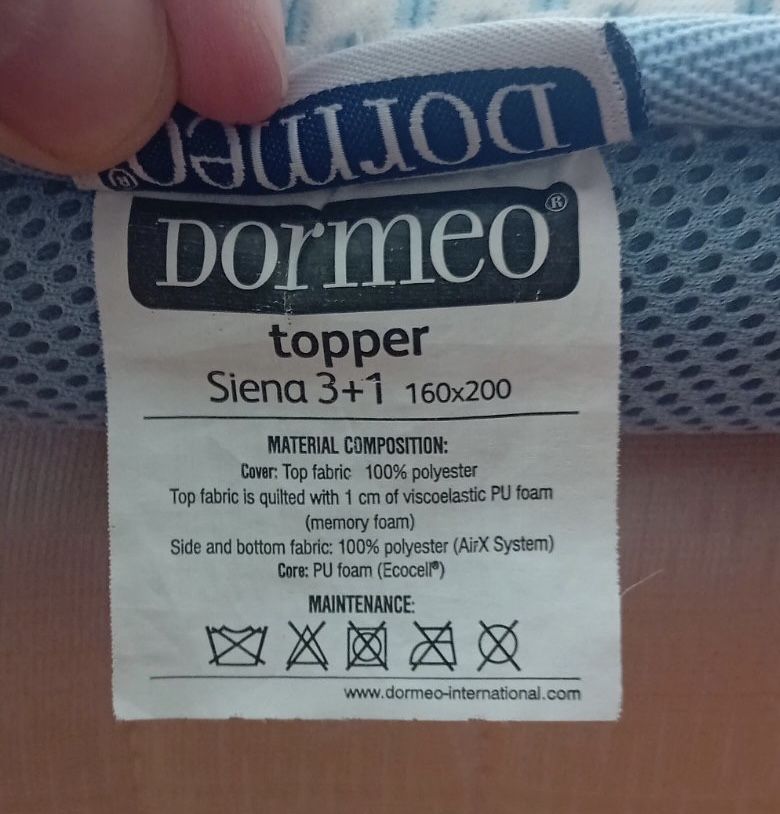 Dormeo®
Dormeo®
topper
Siena 3+1 160x200
MATERIAL COMPOSITION:
Cover: Top fabric 100% polyester
Top fabric is quilted with 1 cm of viscoelastic PU foam
(memory foam)
Side and bottom fabric: 100% polyester (AirX System)
Core: PU foam (Ecocell®)
MAINTENANCE:
www.dormeo-international.com